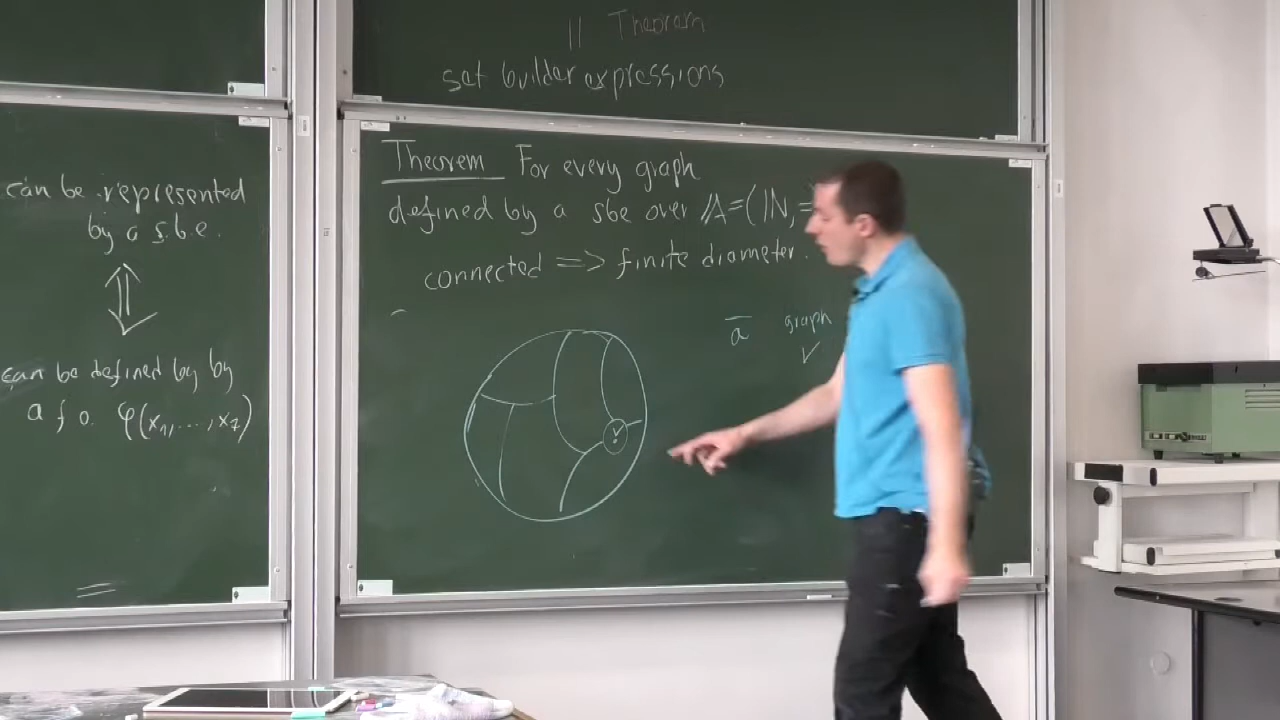 || Theorem
set builder expressions
can be represented
by a s.b.e.
⇕
can be defined by by
a f o. φ(x₁,...,x₇)
Theorem For every graph
defined by a sbe over /A=(IN,=
connected => finite diameter.
ā graph
✓
v